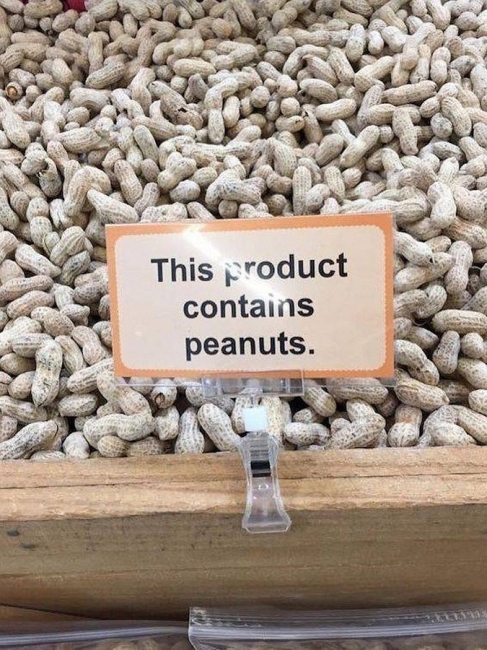 This product
contains
peanuts.